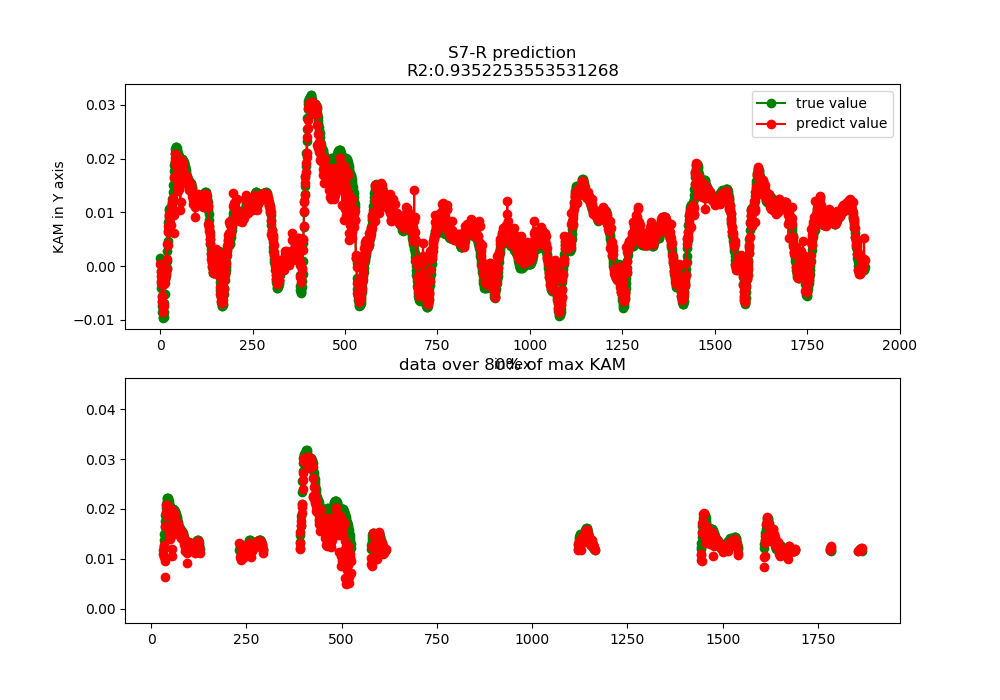 S7-R prediction
R2:0.9352253553531268
true value
predict value
KAM in Y axis
0.03
0.02
0.01
0.00
−0.01
0 250 500 750 1000 1250 1500 1750 2000
index
data over 80% of max KAM
0.04
0.03
0.02
0.01
0.00
0 250 500 750 1000 1250 1500 1750